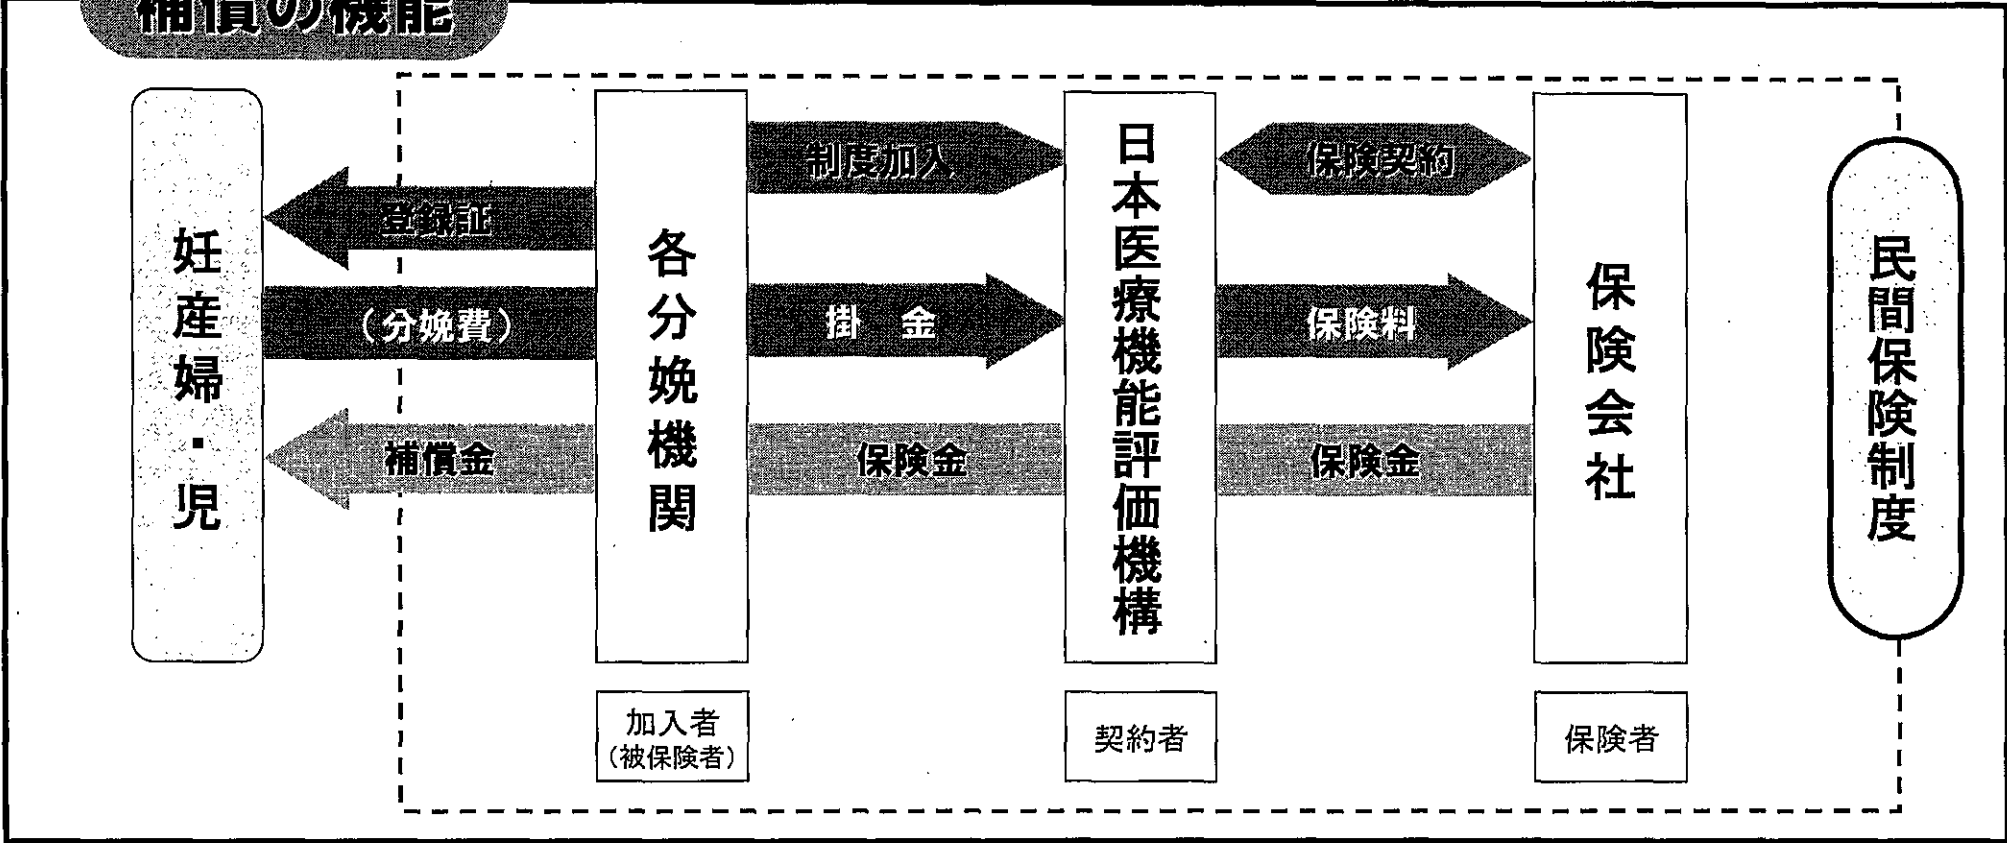 補償の機能
妊産婦・児
登録証
（分娩費）
補償金
各分娩機関
制度加入
掛　金
保険金
日本医療機能評価機構
保険契約
保険料
保険金
保険会社
民間保険制度
加入者
（被保険者）
契約者
保険者